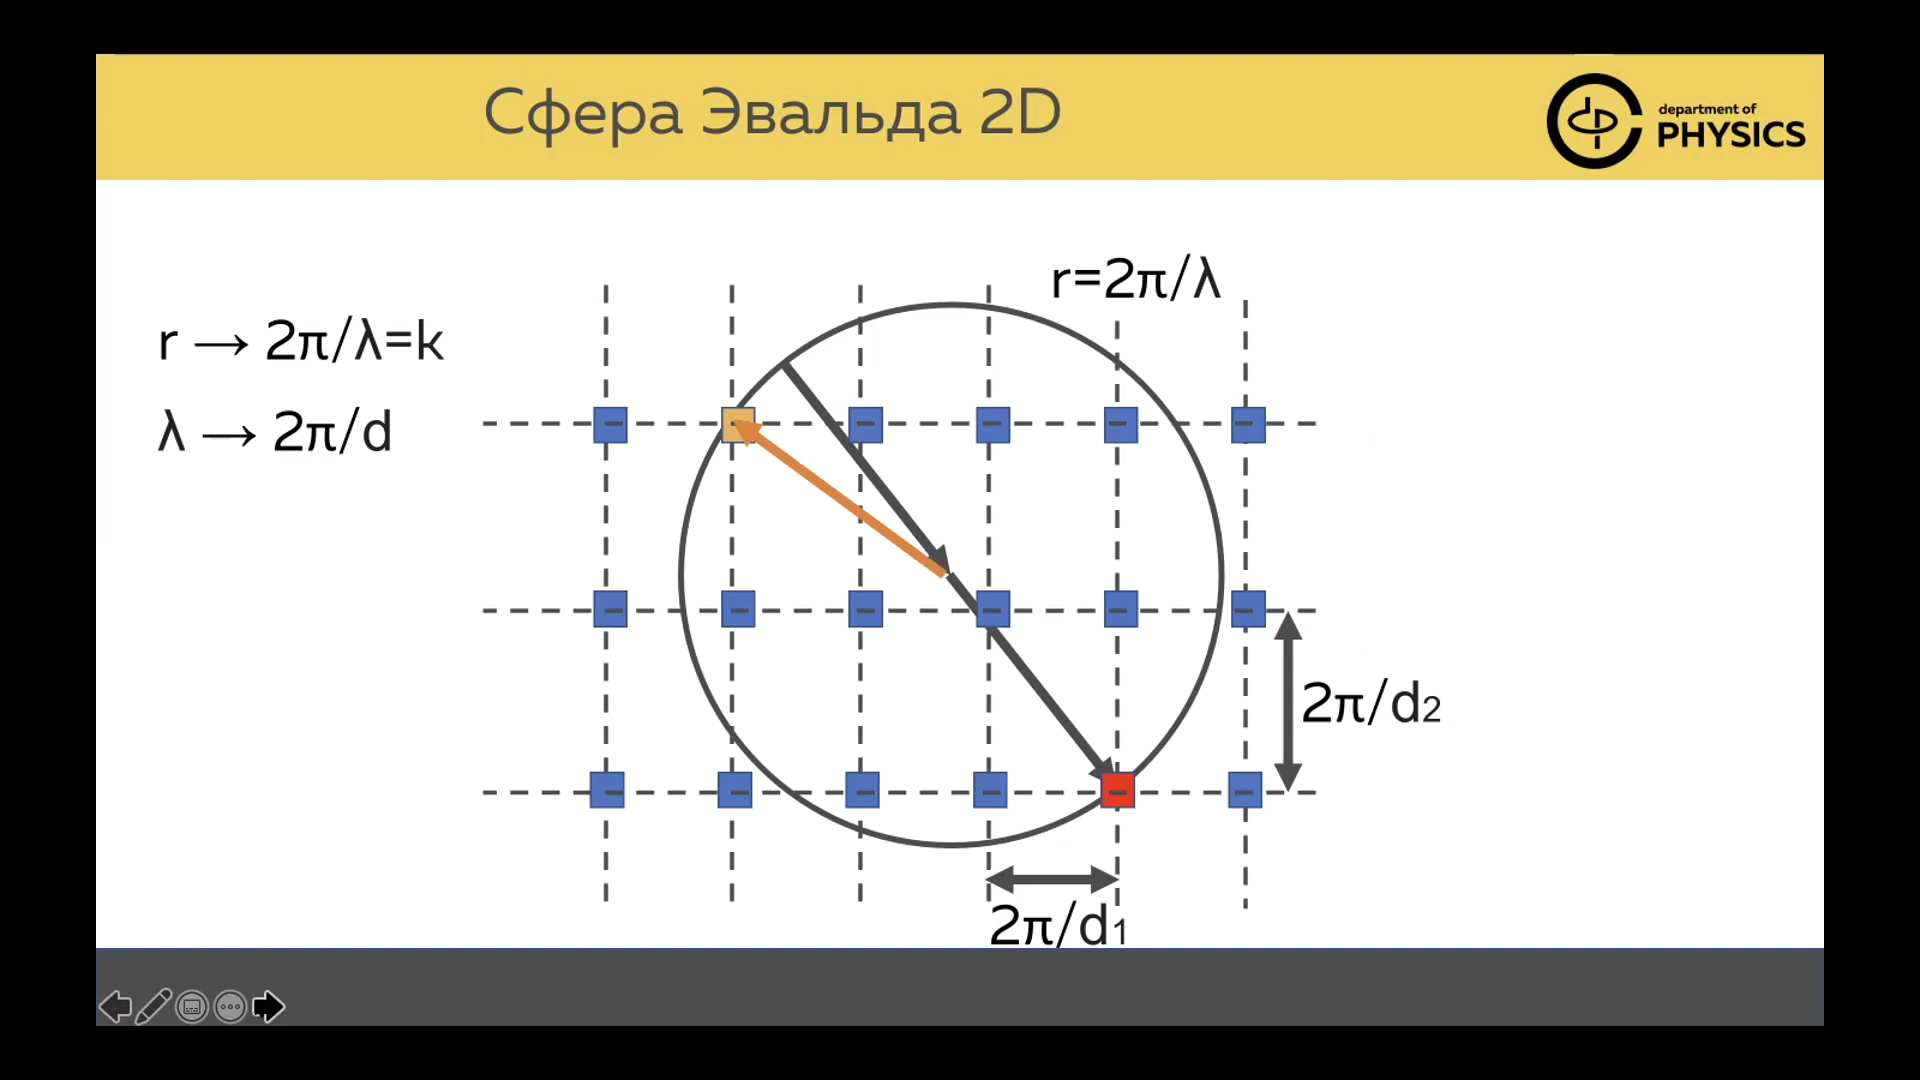 Сфера Эвальда 2D
department of
PHYSICS
r=2π/λ
r → 2π/λ=k
λ → 2π/d
2π/d₂
2π/d₁